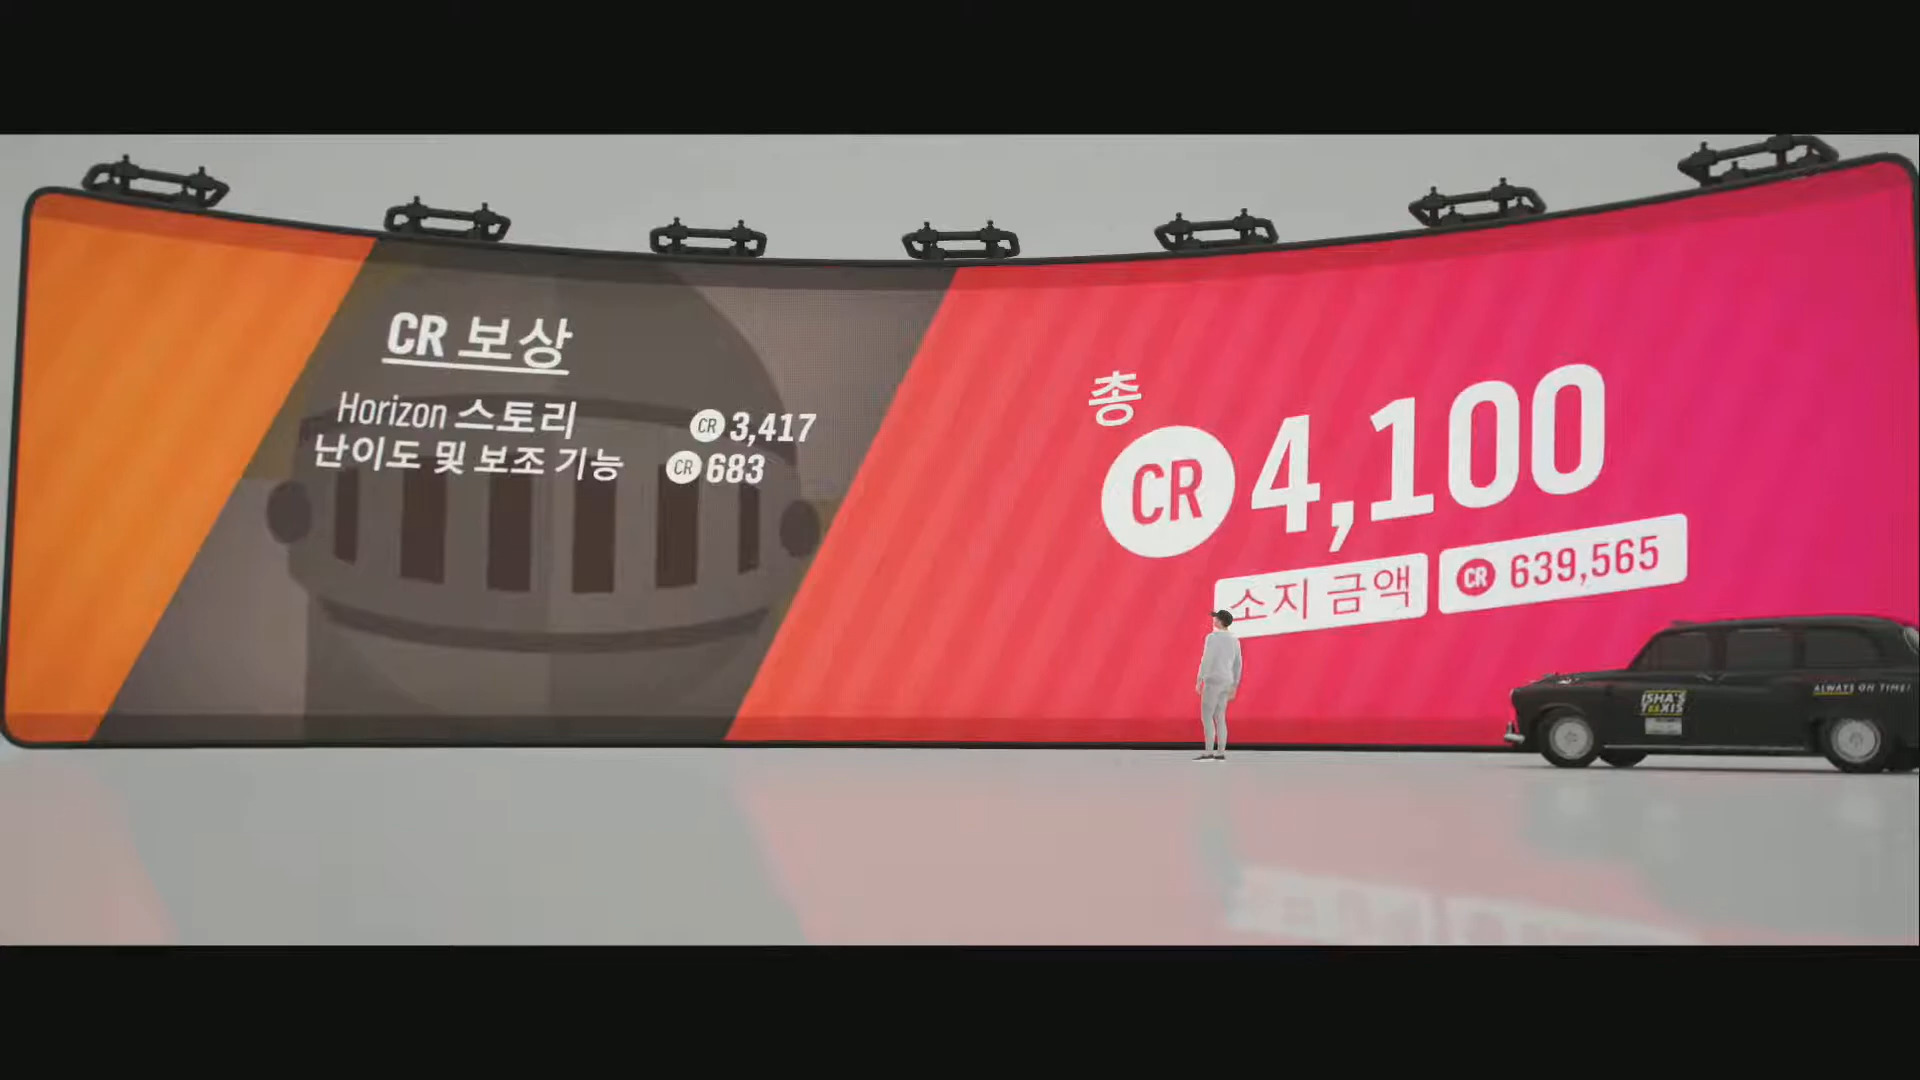 CR 보상
Horizon 스토리 CR 3,417
난이도 및 보조 기능 CR 683
총
CR 4,100
소지 금액 CR 639,565
ISHA'S
TAXIS
ALWAYS ON TIME!